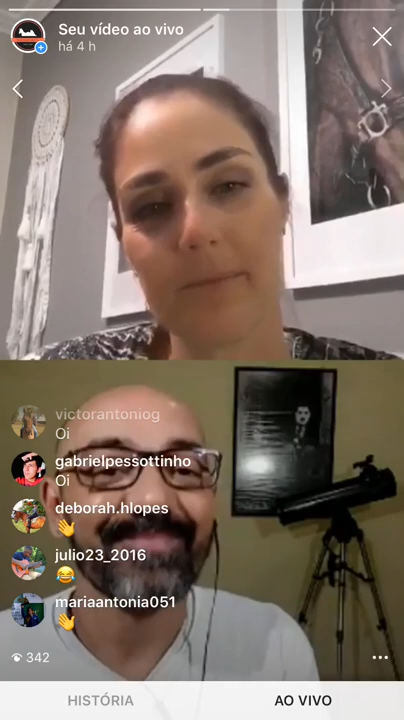 Seu vídeo ao vivo
há 4 h
victorantoniog
Oi
gabrielpessottinho
Oi
deborah.hlopes
👋
julio23_2016
😂
mariaantonia051
👋
342
HISTÓRIA
AO VIVO